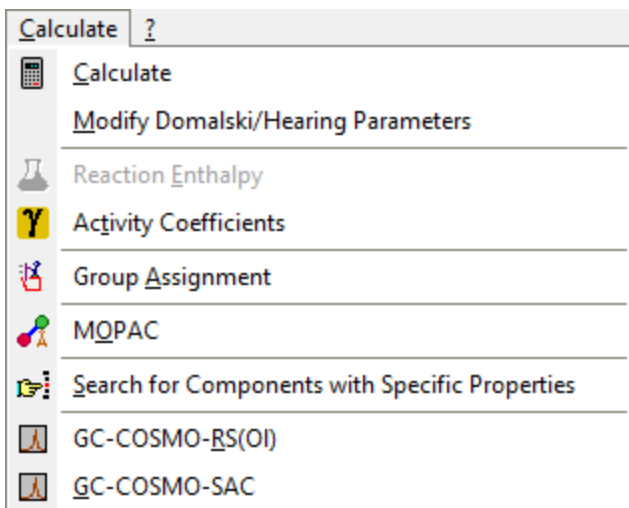 Calculate ?
Calculate
Modify Domalski/Hearing Parameters
Reaction Enthalpy
γ Activity Coefficients
Group Assignment
MOPAC
Search for Components with Specific Properties
GC-COSMO-RS(OI)
GC-COSMO-SAC